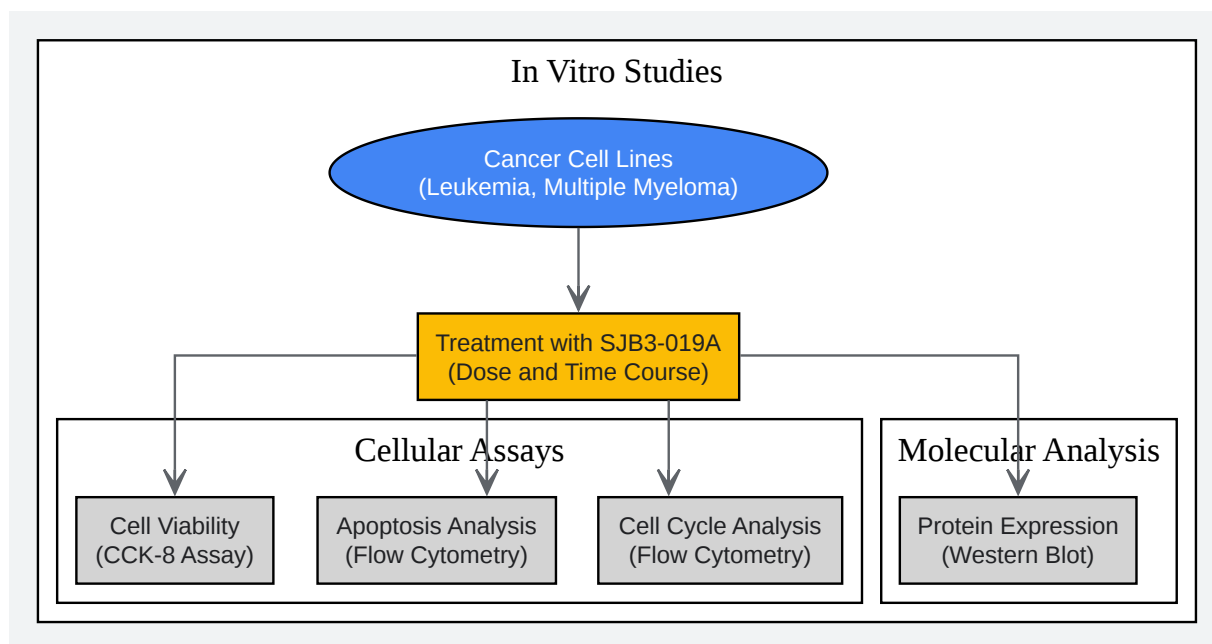 In Vitro Studies
Cancer Cell Lines
(Leukemia, Multiple Myeloma)
Treatment with SJB3-019A
(Dose and Time Course)
Cellular Assays
Molecular Analysis
Cell Viability
(CCK-8 Assay)
Apoptosis Analysis
(Flow Cytometry)
Cell Cycle Analysis
(Flow Cytometry)
Protein Expression
(Western Blot)